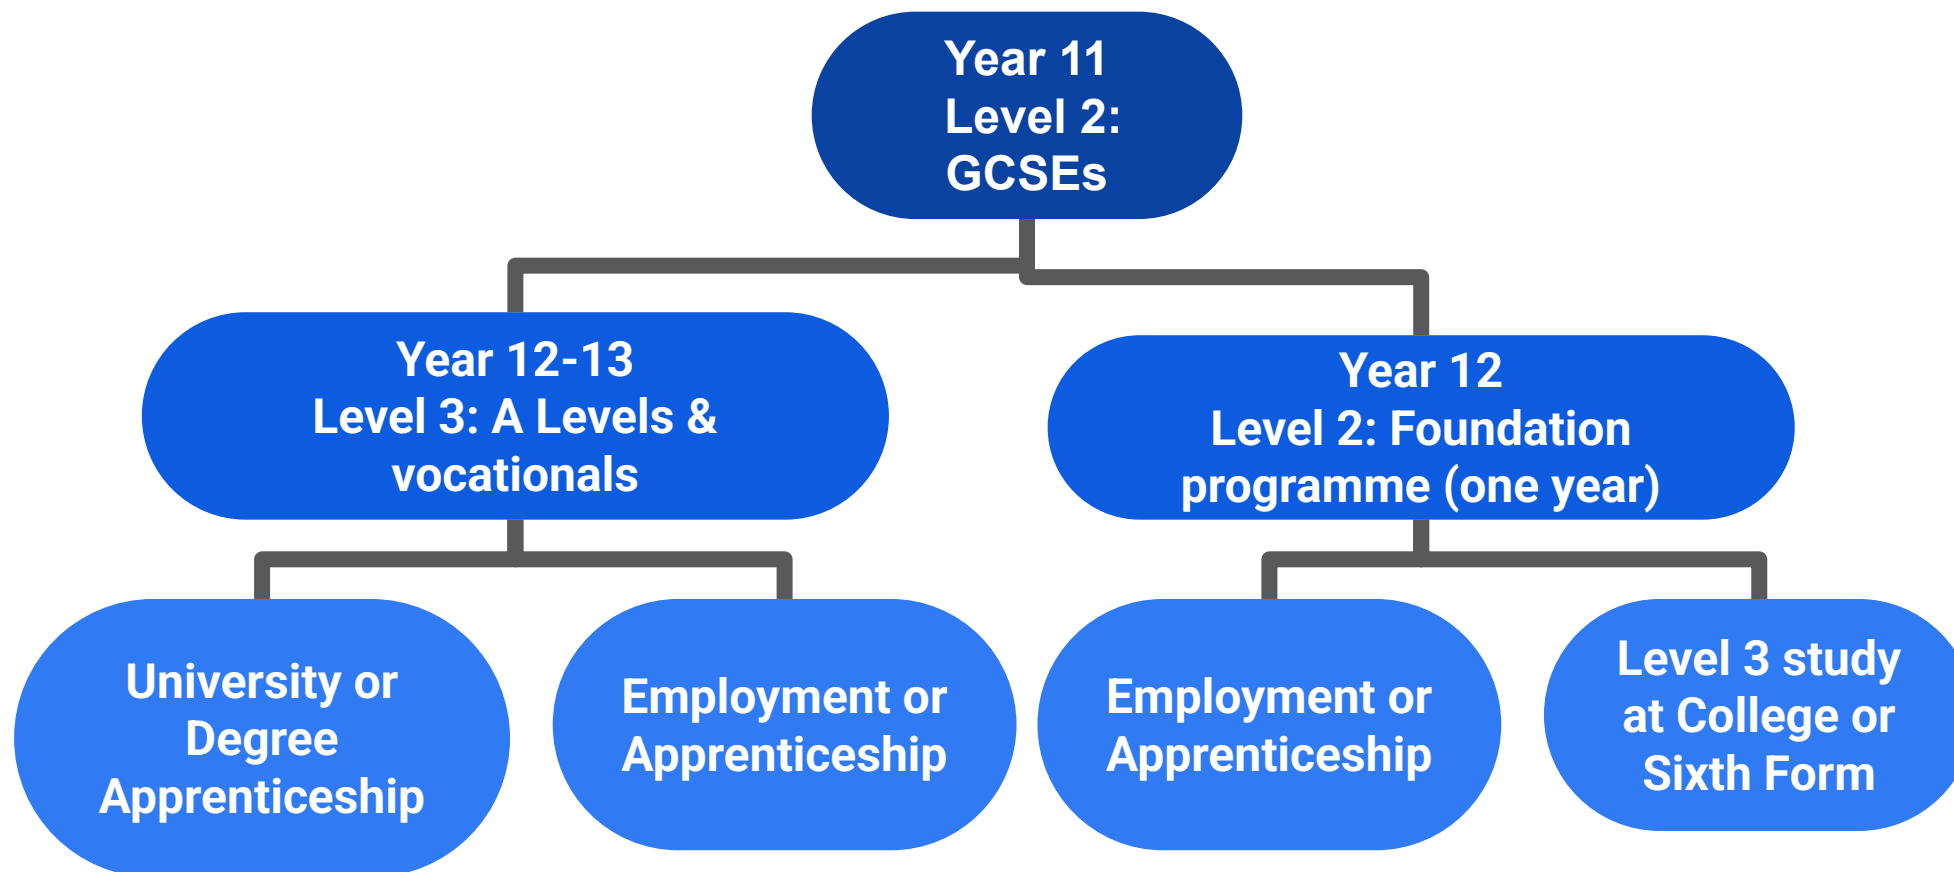 Year 11
Level 2:
GCSEs
Year 12-13
Level 3: A Levels &
vocationals
Year 12
Level 2: Foundation
programme (one year)
University or
Degree
Apprenticeship
Employment or
Apprenticeship
Employment or
Apprenticeship
Level 3 study
at College or
Sixth Form